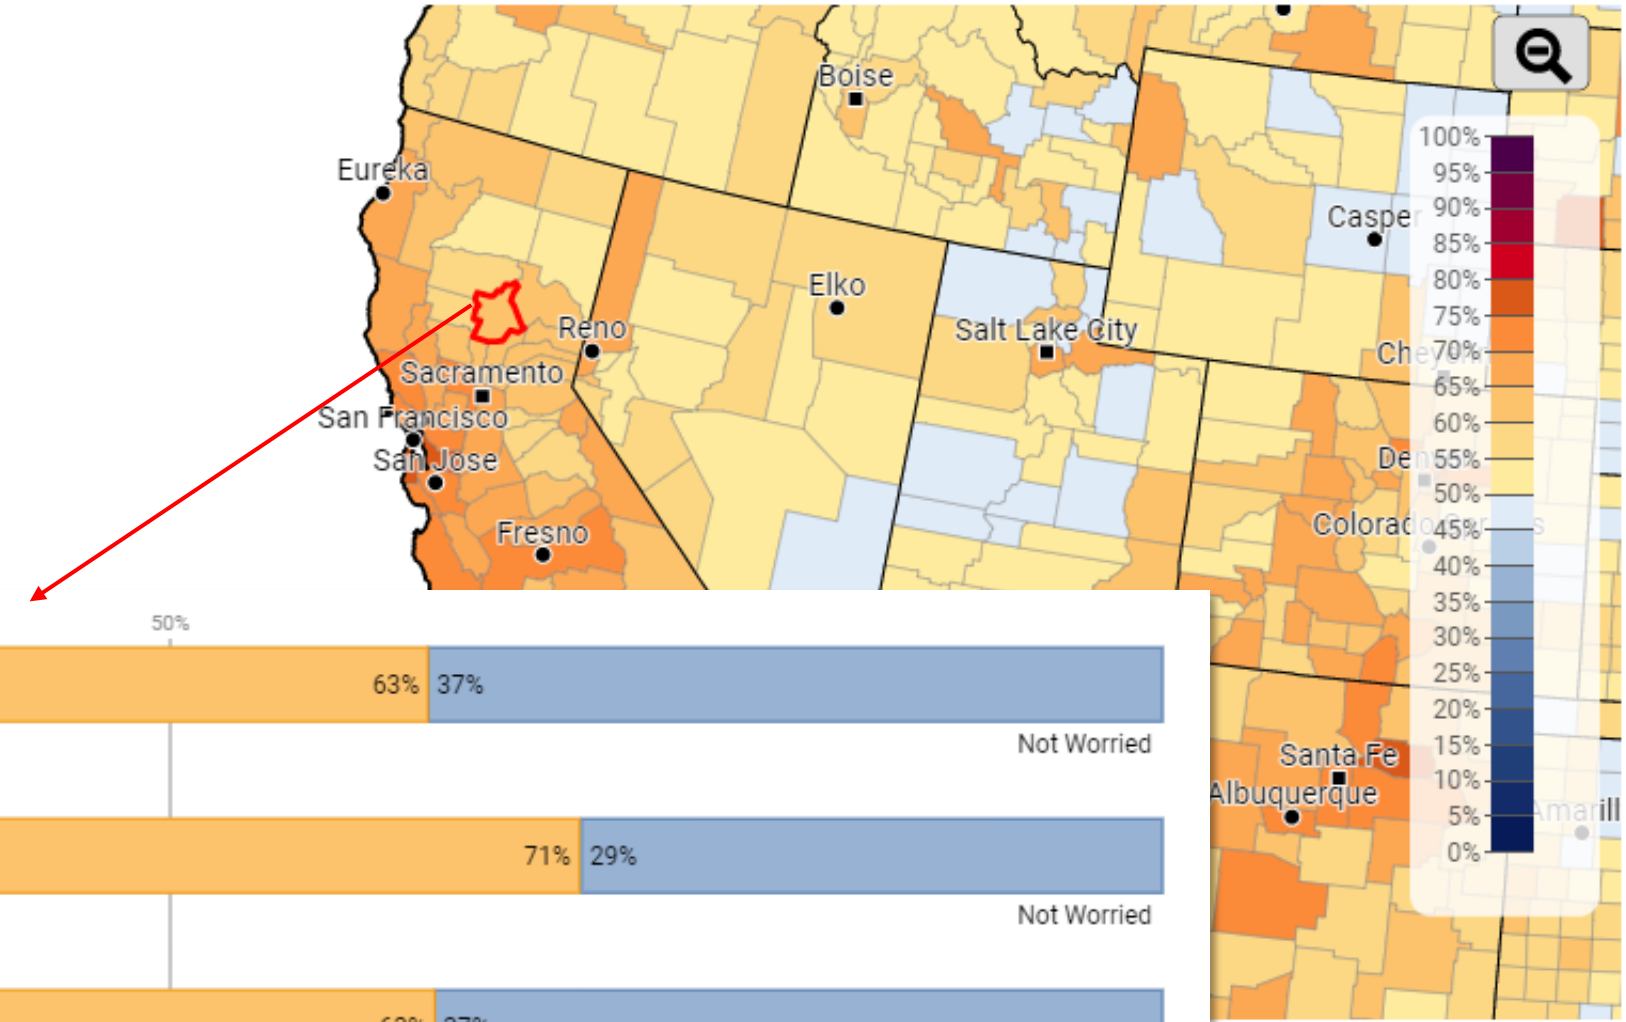 Boise
100%
Eureka
95%
90%
Casper
85%
80%
Elko
75%
Reno
Salt Lake City
70%
Sacramento
65%
San Francisco
60%
San Jose
55%
50%
Fresno
Colorado
45%
40%
35%
50%
30%
25%
63% 37%
20%
Not Worried
15%
Santa Fe
10%
Albuquerque
5%
71% 29%
0%
Not Worried